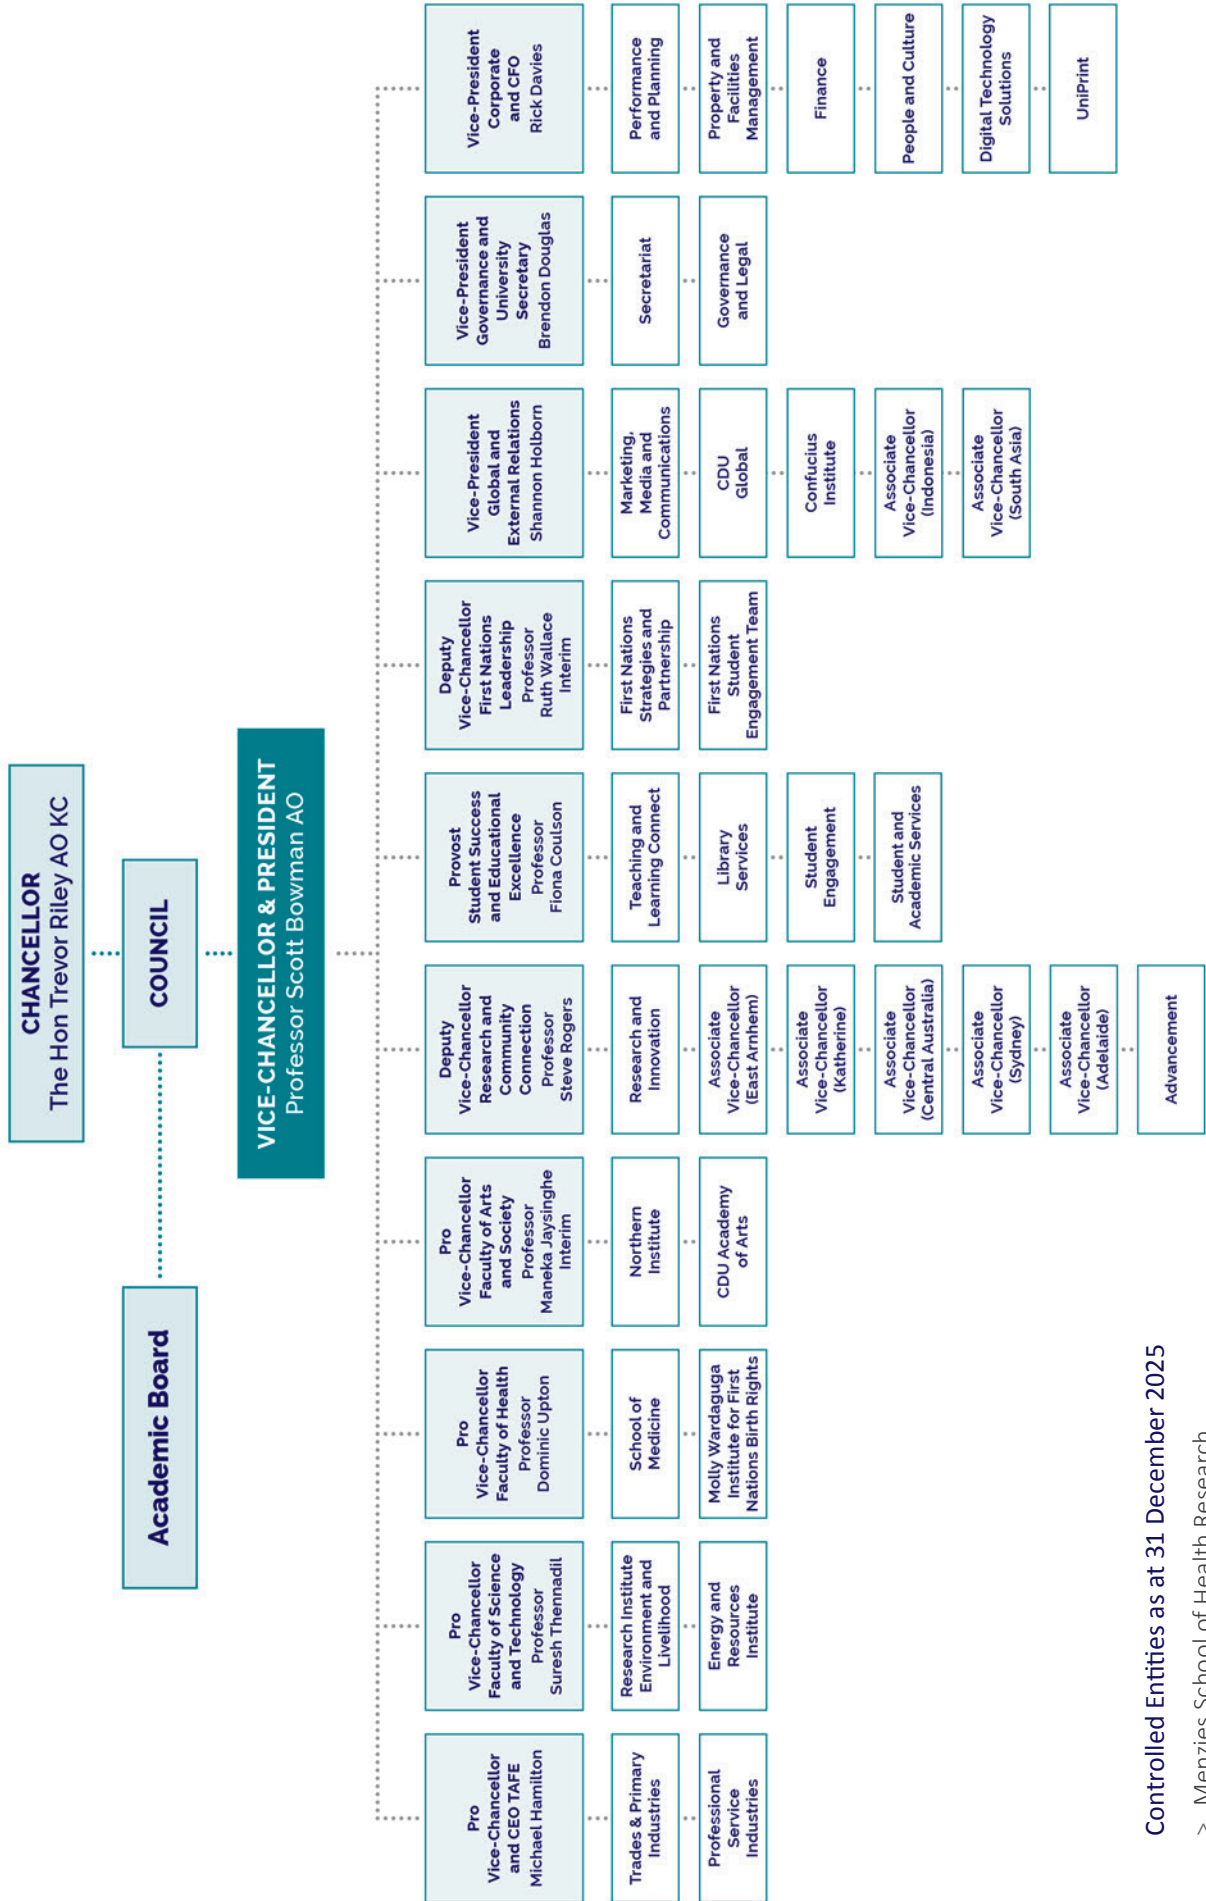 CHANCELLOR
The Hon Trevor Riley AO KC
COUNCIL
Academic Board
VICE-CHANCELLOR & PRESIDENT
Professor Scott Bowman AO
Pro
Vice-Chancellor
and CEO TAFE
Michael Hamilton
Trades & Primary
Industries
Professional
Service
Industries
Pro
Vice-Chancellor
Faculty of Science
and Technology
Professor
Suresh Thennadil
Research Institute
Environment and
Livelihood
Energy and
Resources
Institute
Pro
Vice-Chancellor
Faculty of Health
Professor
Dominic Upton
School of
Medicine
Molly Wardaguga
Institute for First
Nations Birth Rights
Pro
Vice-Chancellor
Faculty of Arts
and Society
Professor
Maneka Jaysinghe
Interim
Northern
Institute
CDU Academy
of Arts
Deputy
Vice-Chancellor
Research and
Community
Connection
Professor
Steve Rogers
Research and
Innovation
Associate
Vice-Chancellor
(East Arnhem)
Associate
Vice-Chancellor
(Katherine)
Associate
Vice-Chancellor
(Central Australia)
Associate
Vice-Chancellor
(Sydney)
Associate
Vice-Chancellor
(Adelaide)
Advancement
Provost
Student Success
and Educational
Excellence
Professor
Fiona Coulson
Teaching and
Learning Connect
Library
Services
Student
Engagement
Student and
Academic Services
Deputy
Vice-Chancellor
First Nations
Leadership
Professor
Ruth Wallace
Interim
First Nations
Strategies and
Partnership
First Nations
Student
Engagement Team
Vice-President
Global and
External Relations
Shannon Holborn
Marketing,
Media and
Communications
CDU
Global
Confucius
Institute
Associate
Vice-Chancellor
(Indonesia)
Associate
Vice-Chancellor
(South Asia)
Vice-President
Governance and
University
Secretary
Brendon Douglas
Secretariat
Governance
and Legal
Vice-President
Corporate
and CFO
Rick Davies
Performance
and Planning
Property and
Facilities
Management
Finance
People and Culture
Digital Technology
Solutions
UniPrint
Controlled Entities as at 31 December 2025
> Menzies School of Health Research